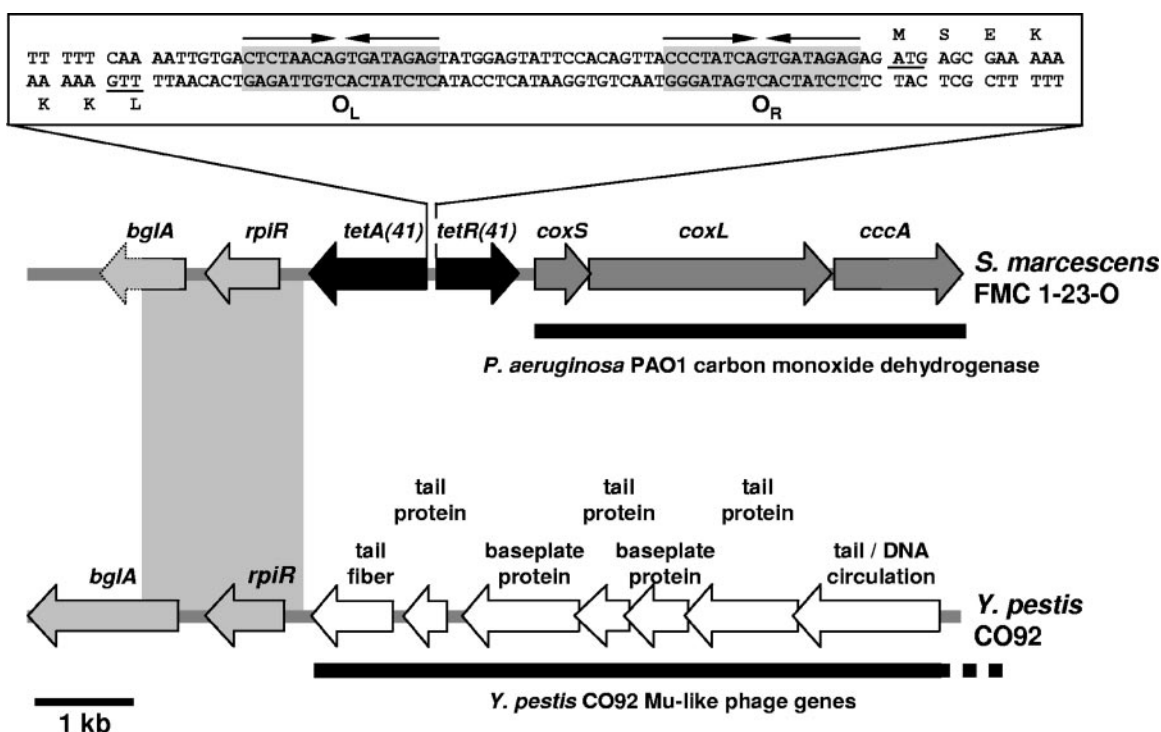 M S E K
TT TTT CAA AATTGTGACTCTAACAGTGATAGAGTATGGAGTATTCCACAGTTACCCTATCAGTGATAGAGAG ATG AGC GAA AAA
AA AAA GTT TTAACACTGAGATTGTCACTATCTCATACCTCATAAGGTGTCAATGGGATAGTCACTATCTCTC TAC TCG CTT TTT
K K L
OL OR
bglA rpiR tetA(41) tetR(41) coxS coxL cccA
S. marcescens
FMC 1-23-O
P. aeruginosa PAO1 carbon monoxide dehydrogenase
tail tail tail
protein protein protein
tail baseplate baseplate tail / DNA
fiber protein protein circulation
bglA rpiR
Y. pestis
CO92
Y. pestis CO92 Mu-like phage genes
1 kb